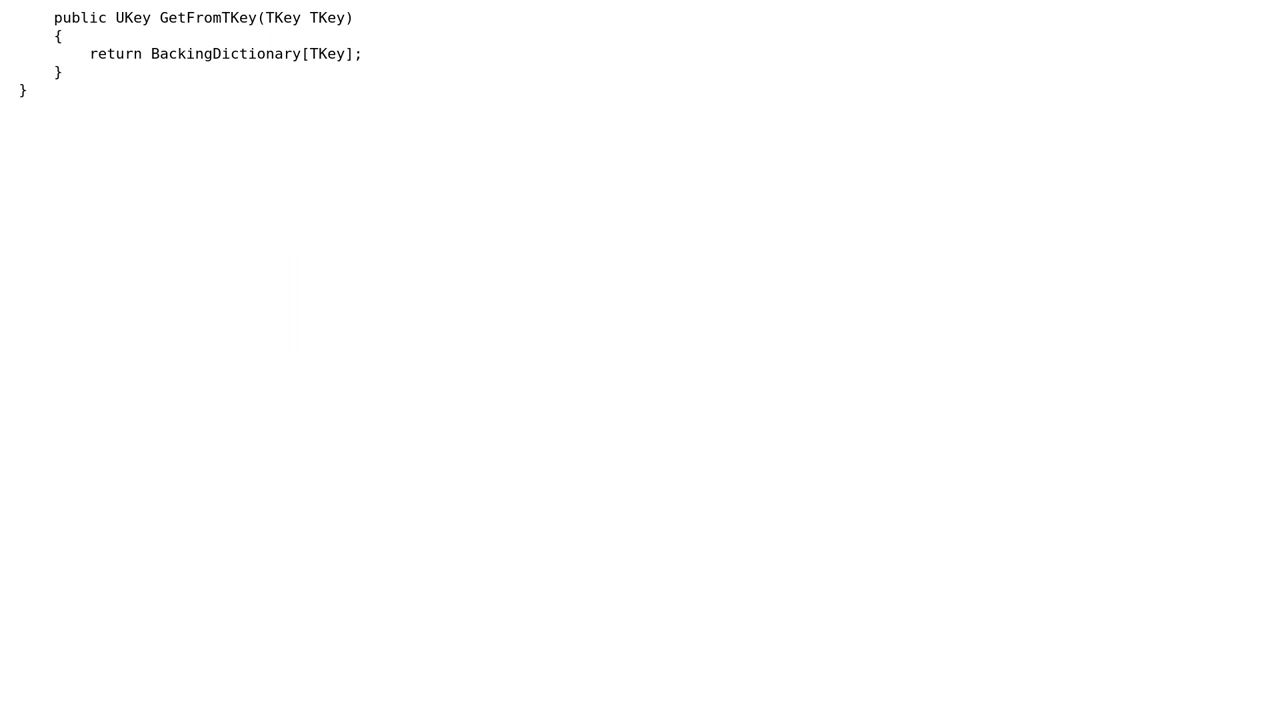 public UKey GetFromTKey(TKey TKey)
    {
        return BackingDictionary[TKey];
    }
}